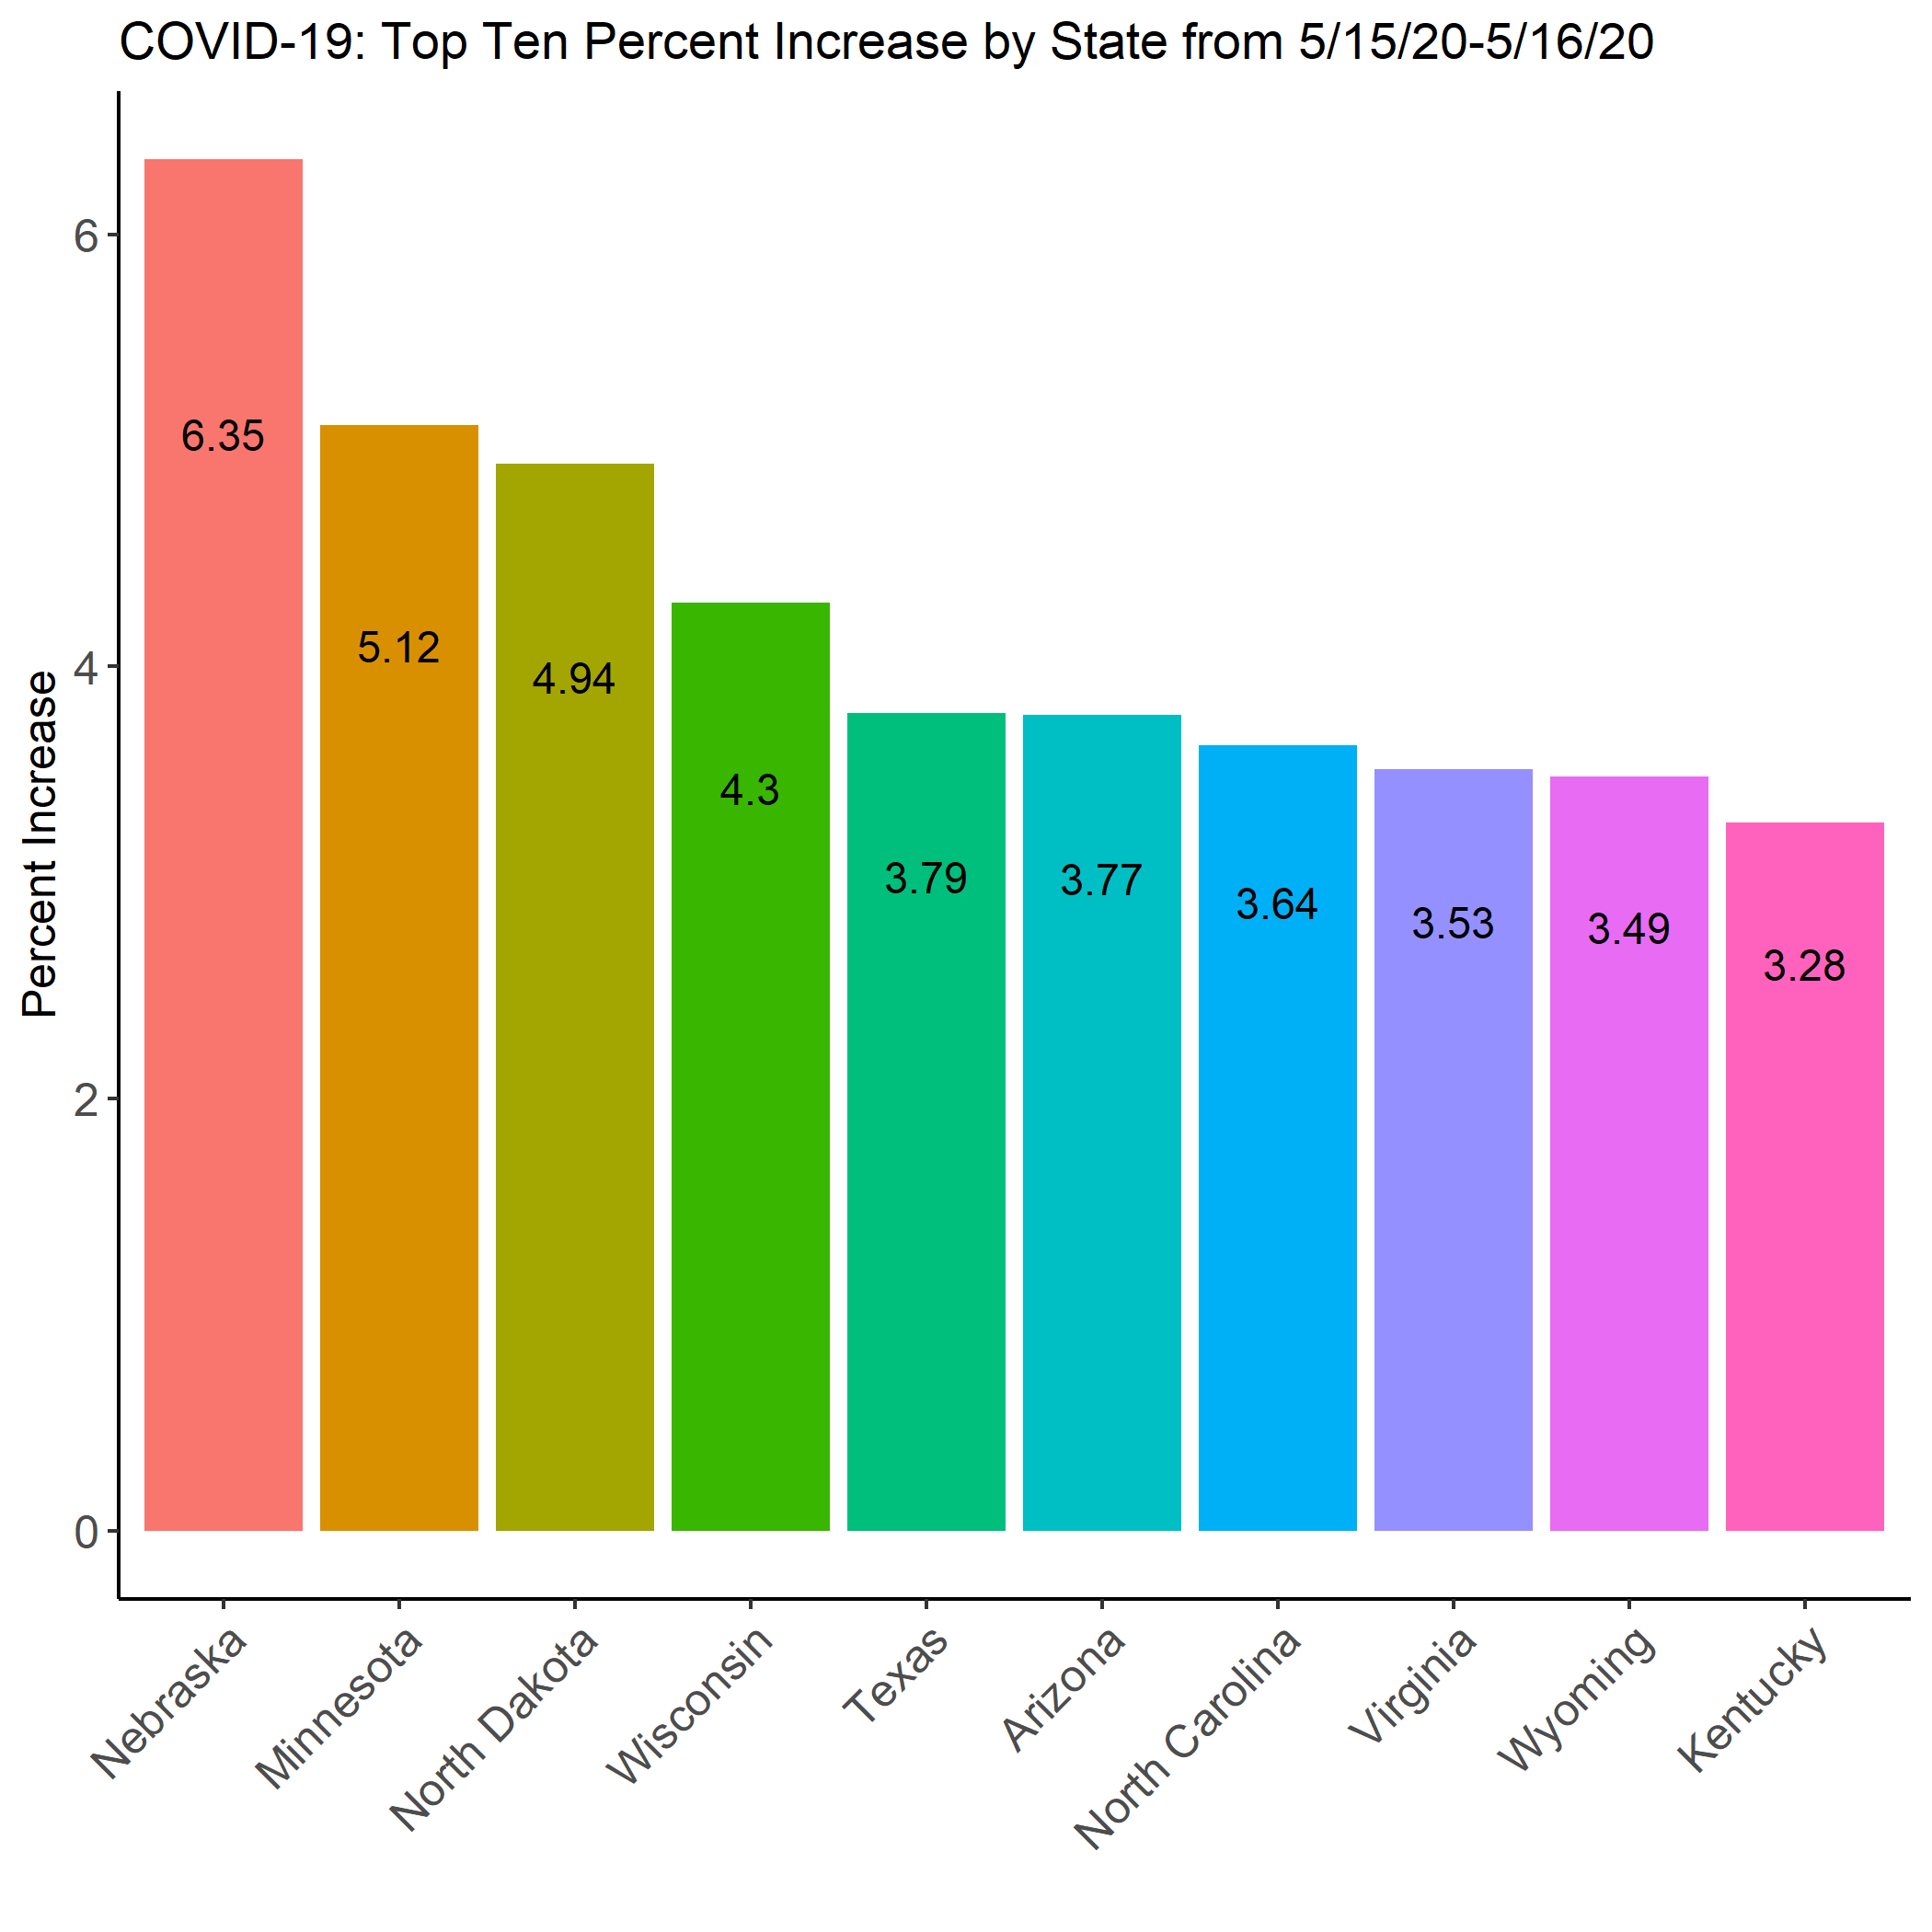 COVID-19: Top Ten Percent Increase by State from 5/15/20-5/16/20
Percent Increase
6
4
2
0
6.35
5.12
4.94
4.3
3.79
3.77
3.64
3.53
3.49
3.28
Nebraska
Minnesota
North Dakota
Wisconsin
Texas
Arizona
North Carolina
Virginia
Wyoming
Kentucky